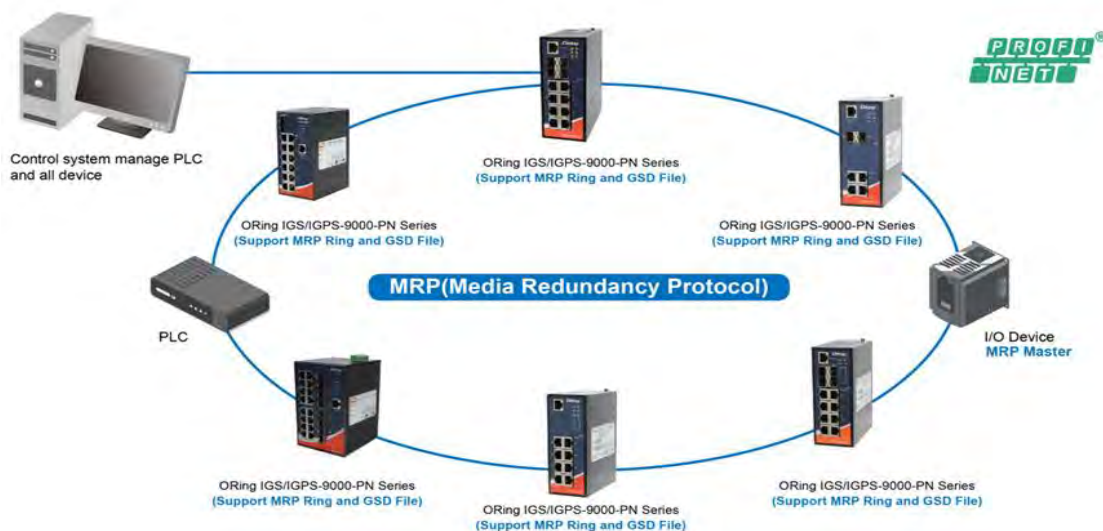 PROFI
NET®
Control system manage PLC
and all device
ORing IGS/IGPS-9000-PN Series
(Support MRP Ring and GSD File)
ORing IGS/IGPS-9000-PN Series
(Support MRP Ring and GSD File)
ORing IGS/IGPS-9000-PN Series
(Support MRP Ring and GSD File)
MRP(Media Redundancy Protocol)
PLC
I/O Device
MRP Master
ORing IGS/IGPS-9000-PN Series
(Support MRP Ring and GSD File)
ORing IGS/IGPS-9000-PN Series
(Support MRP Ring and GSD File)
ORing IGS/IGPS-9000-PN Series
(Support MRP Ring and GSD File)